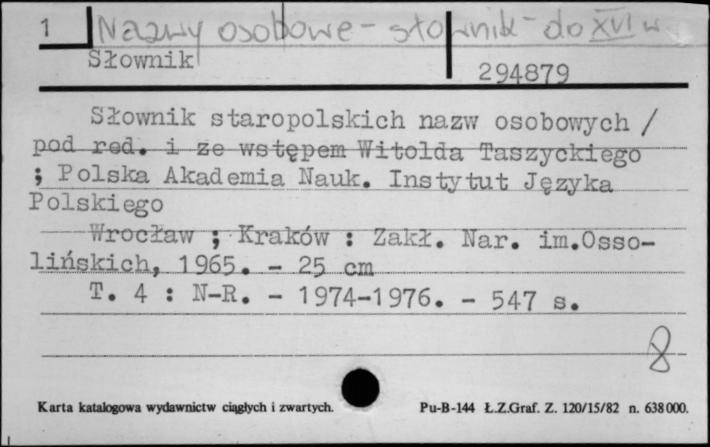 1 Nazwy osobowe - słownik - do XVI w
Słownik
294879
Słownik staropolskich nazw osobowych /
pod red. i ze wstępem Witolda Taszyckiego
; Polska Akademia Nauk. Instytut Języka
Polskiego
Wrocław ; Kraków : Zakł. Nar. im.Osso-
lińskich, 1965. - 25 cm
T. 4 : N-R. - 1974-1976. - 547 s.
8
Karta katalogowa wydawnictw ciągłych i zwartych. Pu-B-144 Ł.Z.Graf. Z. 120/15/82 n. 638000.